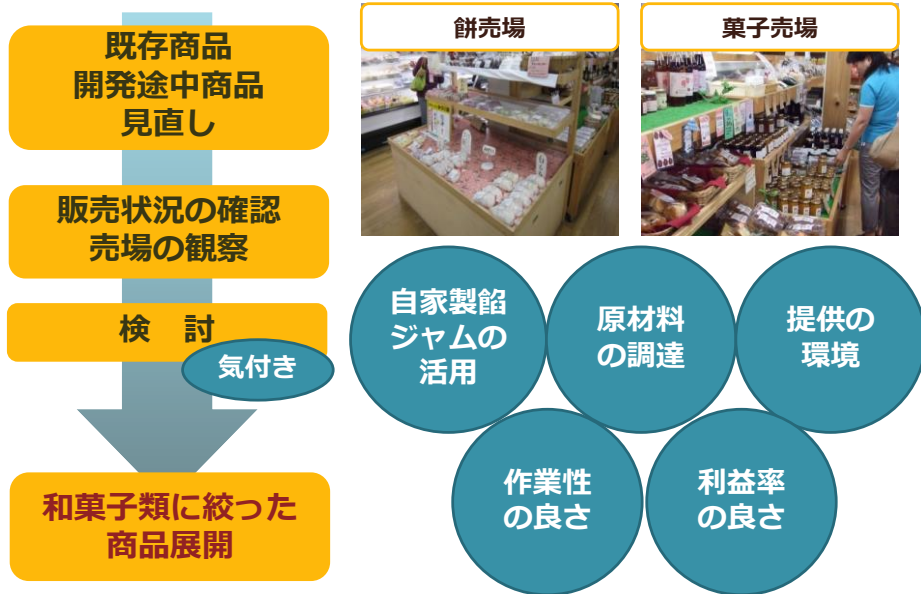 既存商品
開発途中商品
見直し
販売状況の確認
売場の観察
検　討
気付き
和菓子類に絞った
商品展開
餅売場
菓子売場
自家製餡
ジャムの
活用
原材料
の調達
提供の
環境
作業性
の良さ
利益率
の良さ